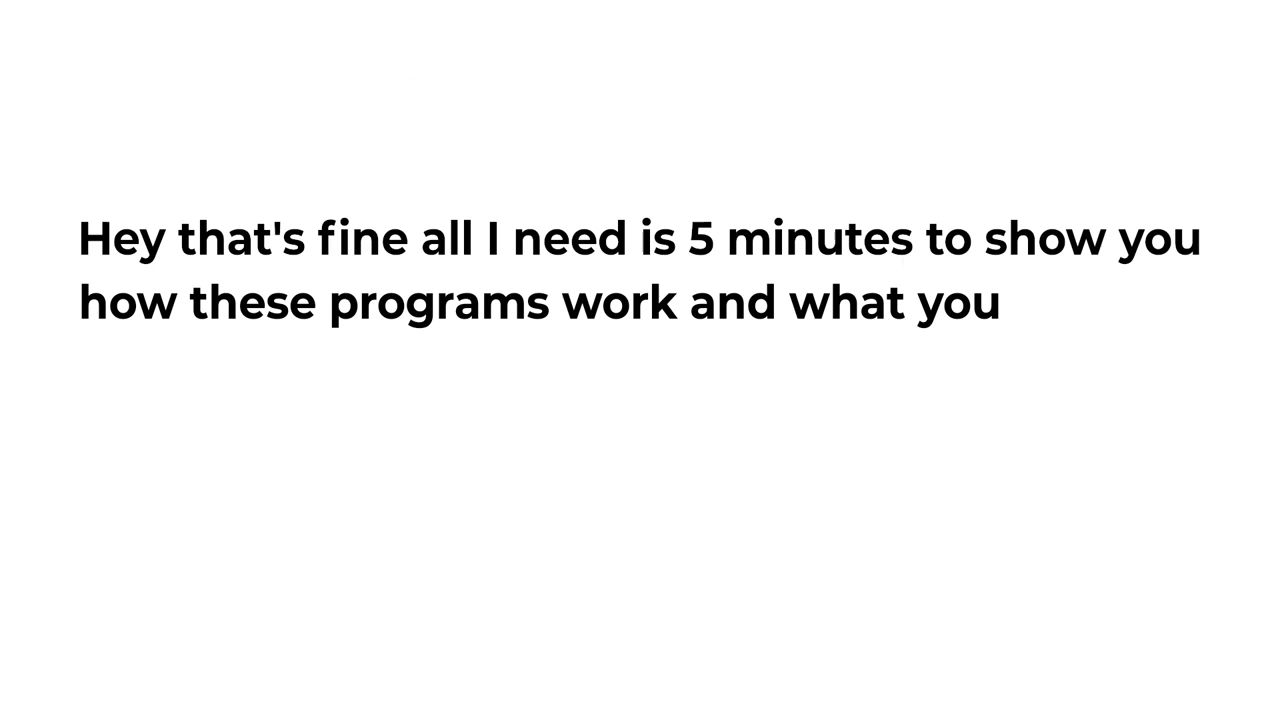 Hey that's fine all I need is 5 minutes to show you
how these programs work and what you